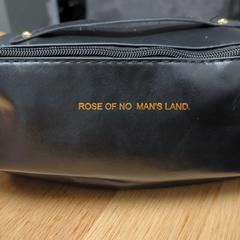 ROSE OF NO MAN'S LAND.